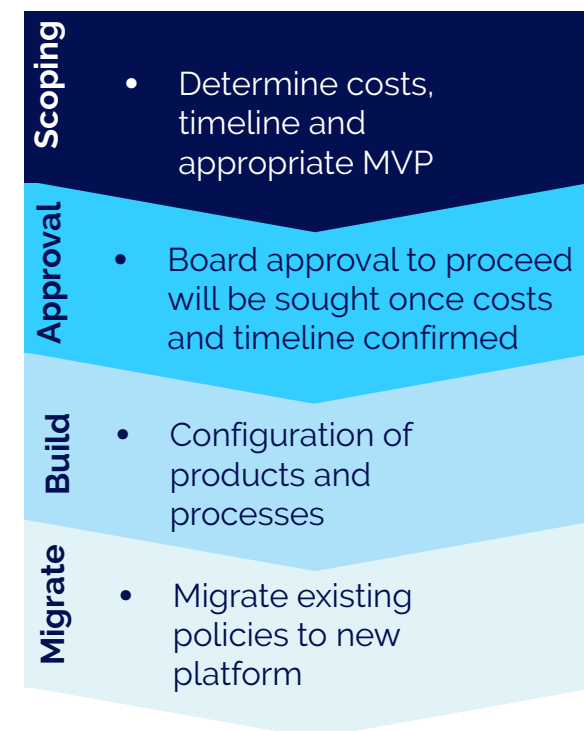 Scoping
• Determine costs,
timeline and
appropriate MVP
Approval
• Board approval to proceed
will be sought once costs
and timeline confirmed
Build
• Configuration of
products and
processes
Migrate
• Migrate existing
policies to new
platform